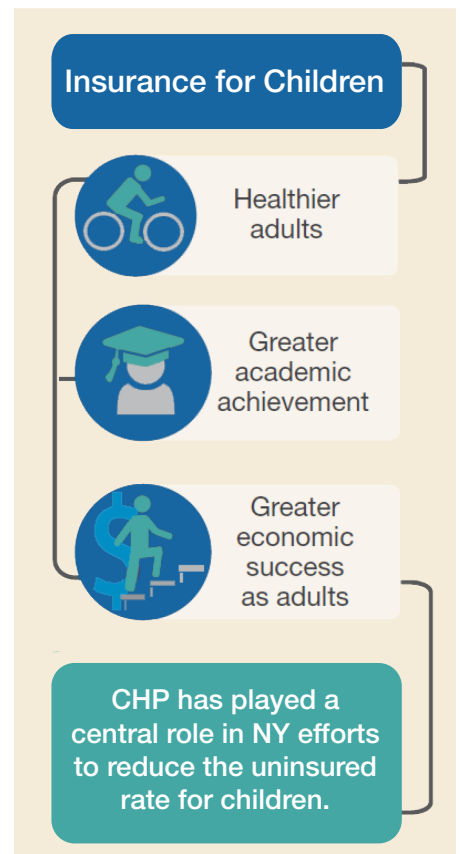 Insurance for Children
Healthier
adults
Greater
academic
achievement
Greater
economic
success
as adults
CHP has played a
central role in NY efforts
to reduce the uninsured
rate for children.